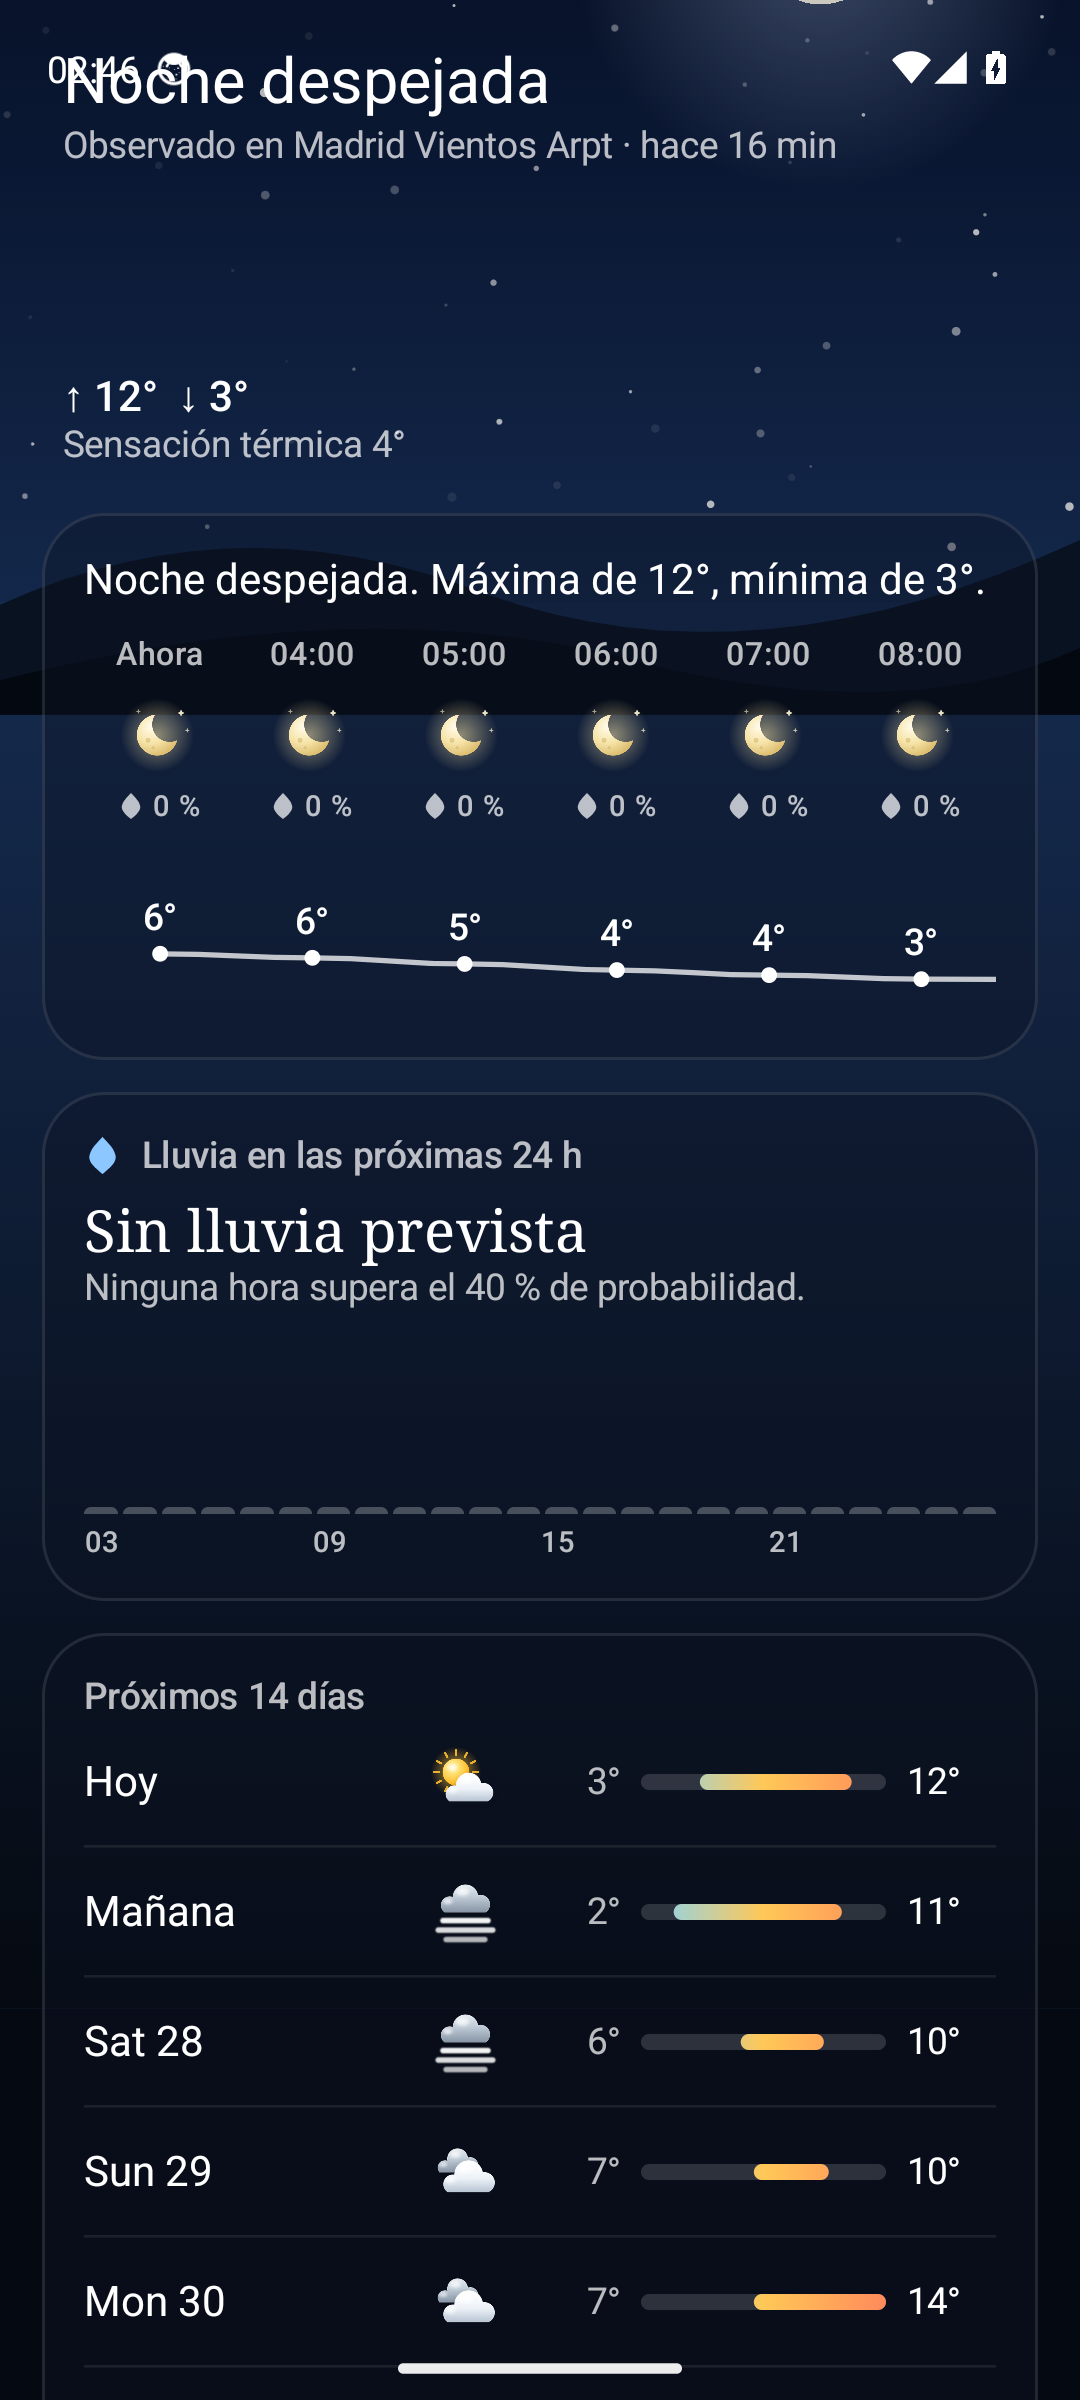 02:46
Noche despejada
Observado en Madrid Vientos Arpt · hace 16 min
↑ 12° ↓ 3°
Sensación térmica 4°
Noche despejada. Máxima de 12°, mínima de 3°.
Ahora 04:00 05:00 06:00 07:00 08:00
0 % 0 % 0 % 0 % 0 % 0 %
6° 6° 5° 4° 4° 3°
Lluvia en las próximas 24 h
Sin lluvia prevista
Ninguna hora supera el 40 % de probabilidad.
03 09 15 21
Próximos 14 días
Hoy 3° 12°
Mañana 2° 11°
Sat 28 6° 10°
Sun 29 7° 10°
Mon 30 7° 14°